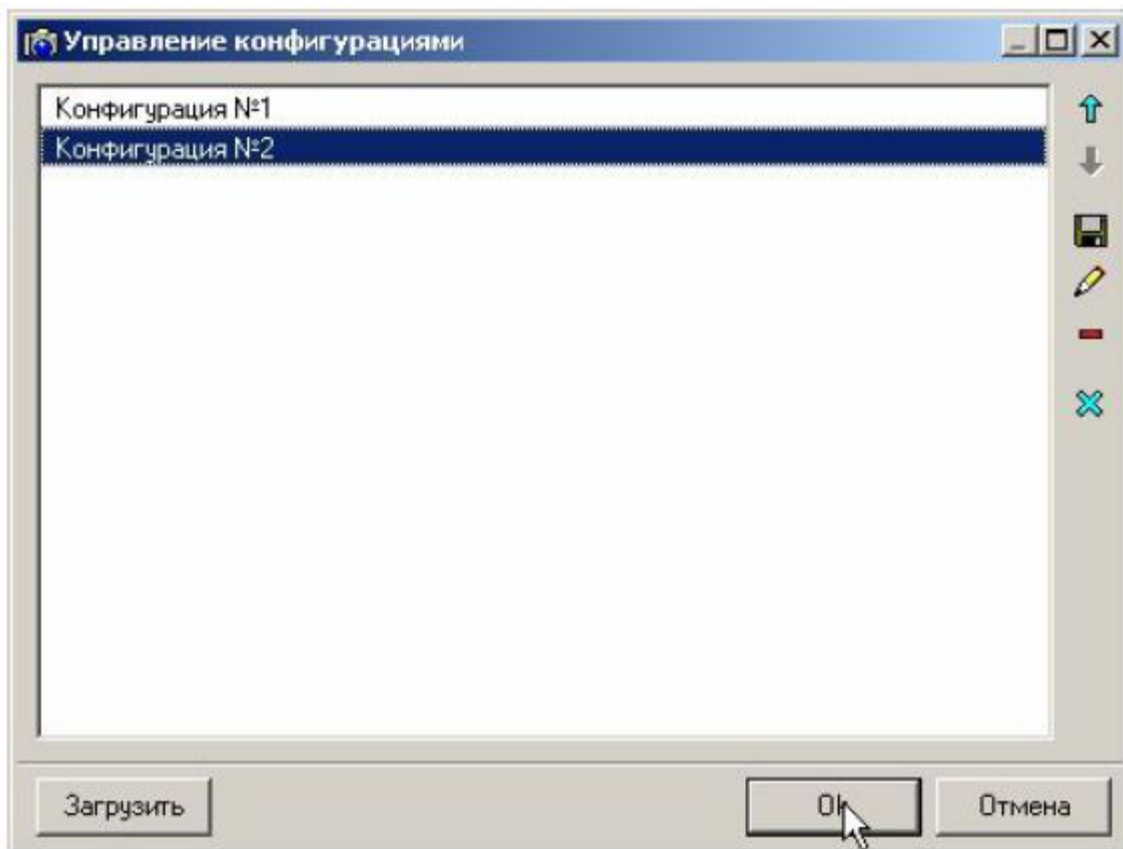 Управление конфигурациями
Конфигурация №1
Конфигурация №2
Загрузить
Ok
Отмена